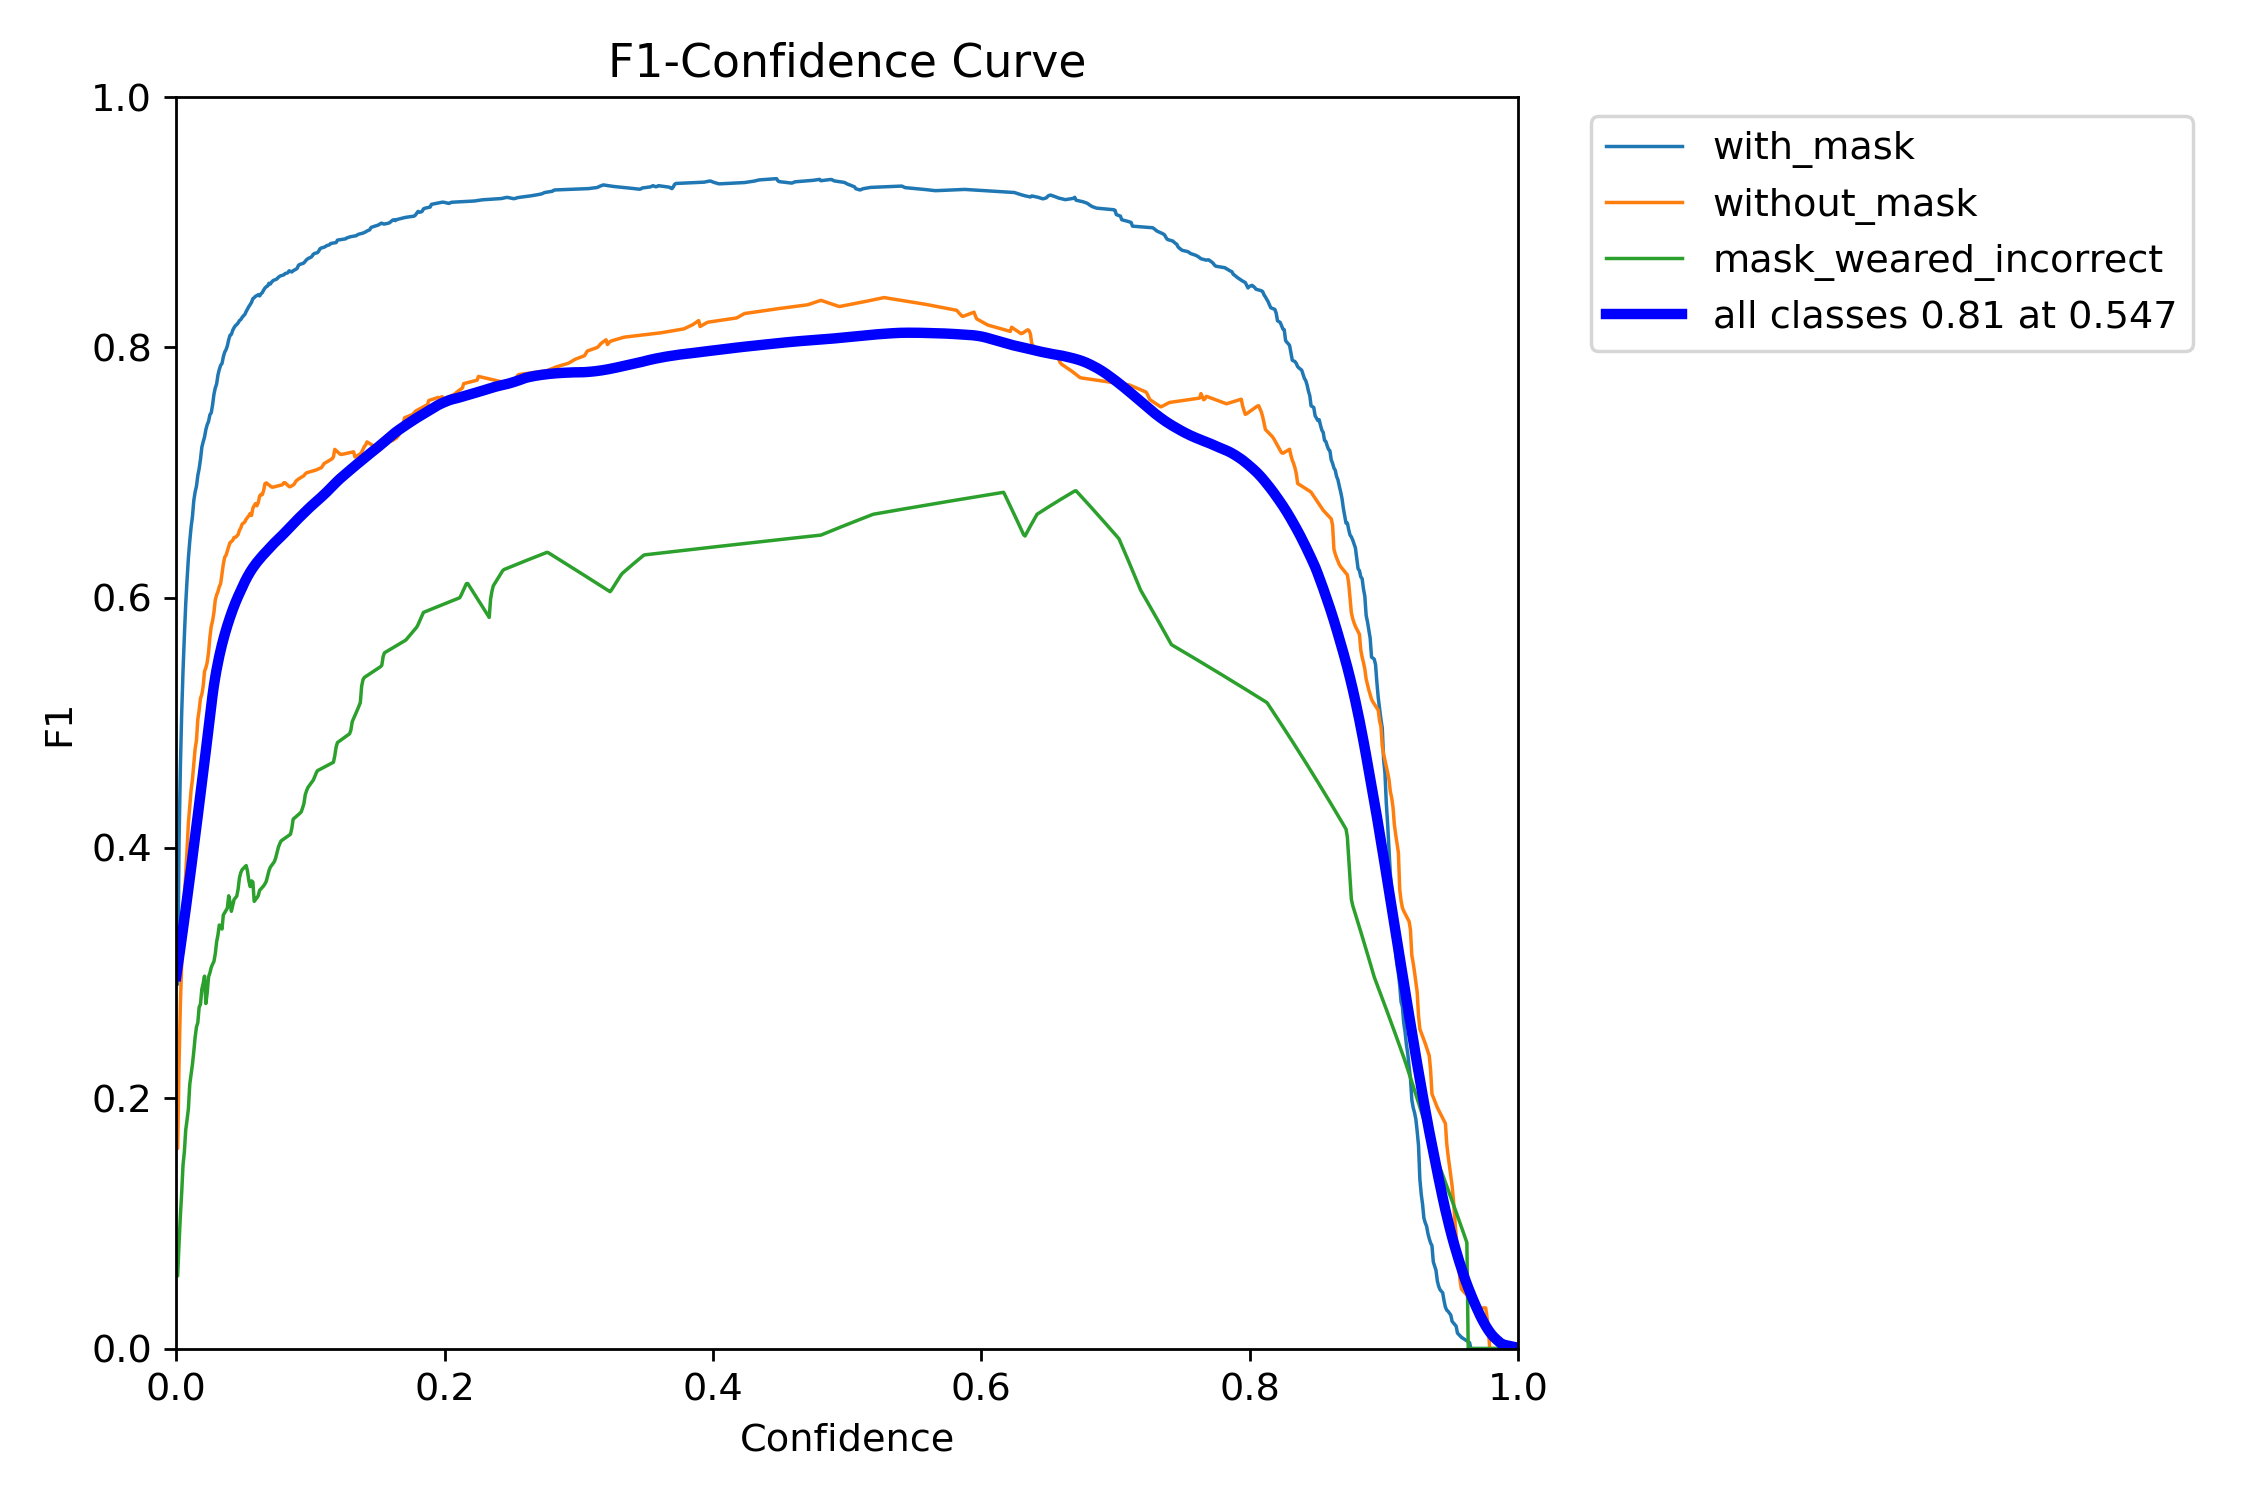 F1-Confidence Curve
1.0
0.8
0.6
0.4
0.2
0.0
F1
0.0 0.2 0.4 0.6 0.8 1.0
Confidence
with_mask
without_mask
mask_weared_incorrect
all classes 0.81 at 0.547